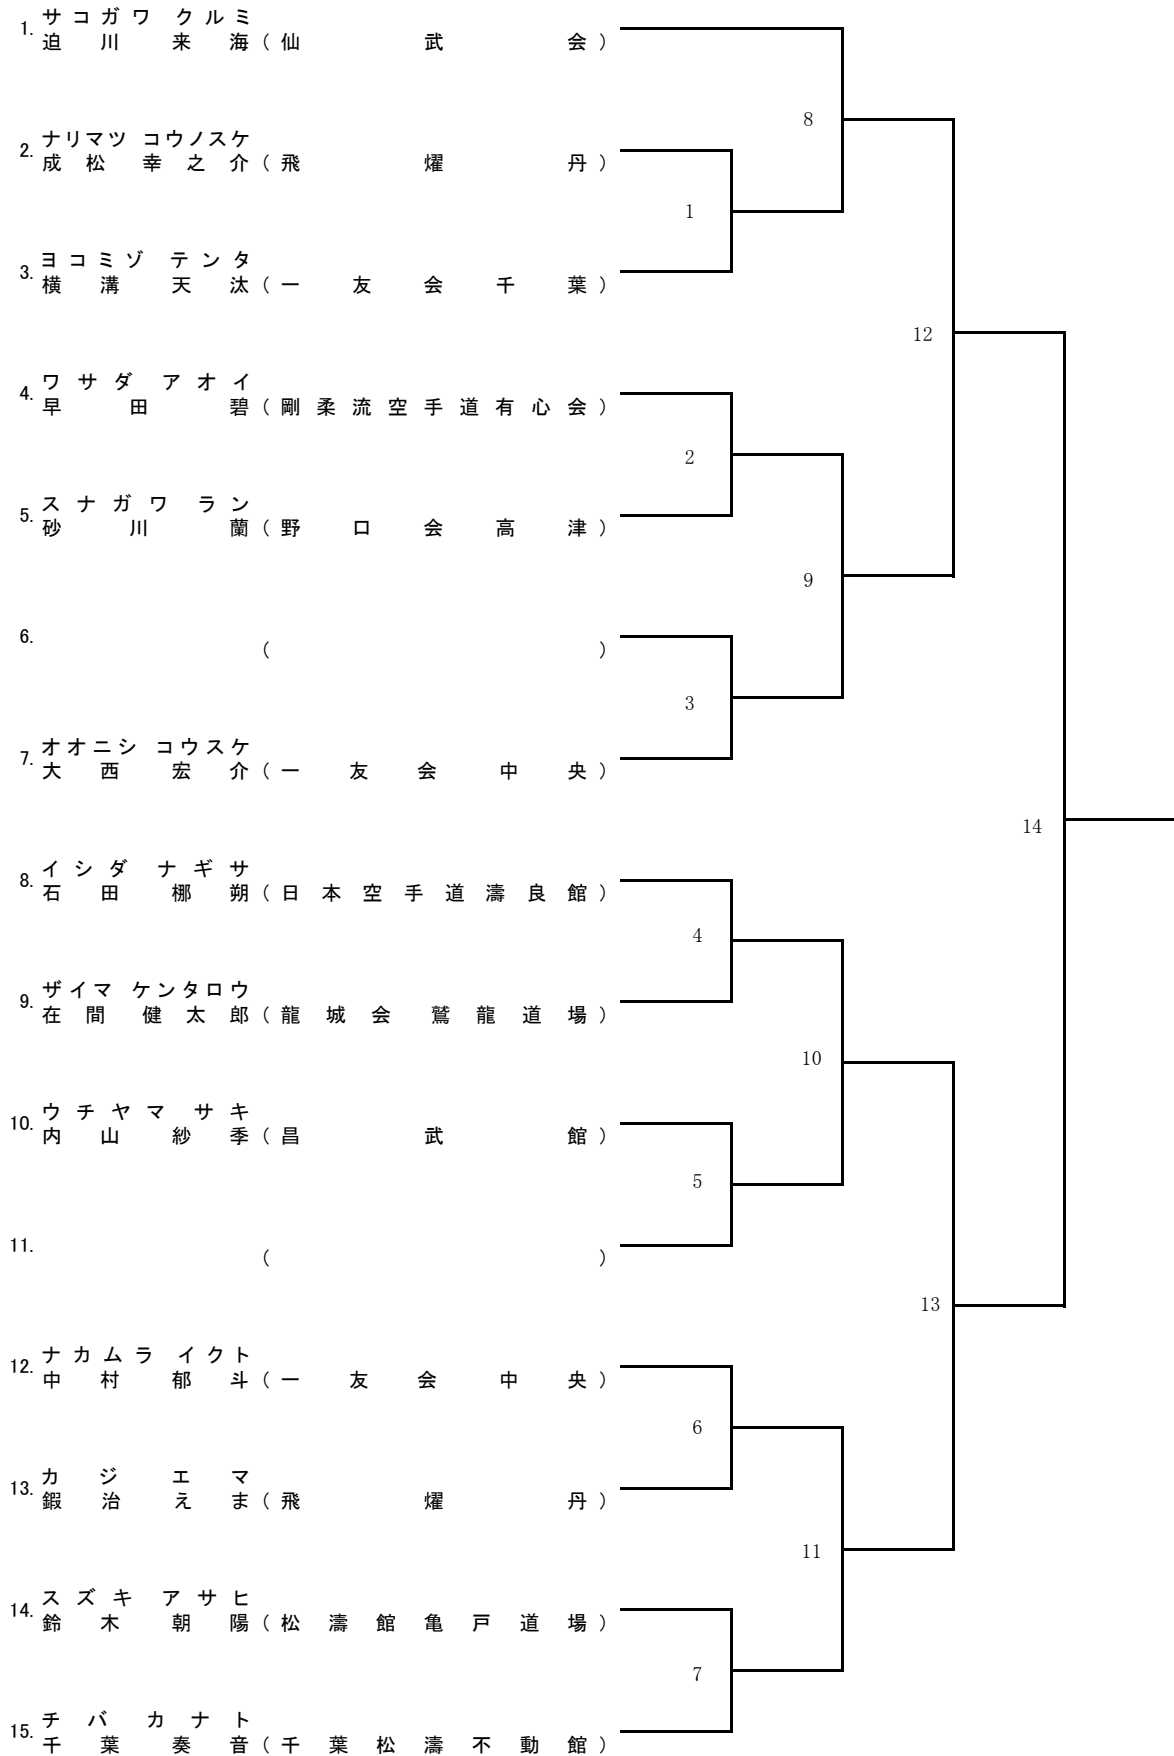 サコガワ クルミ
1. 迫川来海（仙武会）
8
ナリマツ コウノスケ
2. 成松幸之介（飛燿丹）
1
ヨコミゾ テンタ
3. 横溝天汰（一友会千葉）
12
ワサダ アオイ
4. 早田碧（剛柔流空手道有心会）
2
スナガワ ラン
5. 砂川蘭（野口会高津）
9
6. （ ）
3
オオニシ コウスケ
7. 大西宏介（一友会中央）
14
イシダ ナギサ
8. 石田梛朔（日本空手道濤良館）
4
ザイマ ケンタロウ
9. 在間健太郎（龍城会 鷲龍道場）
10
ウチヤマ サキ
10. 内山紗季（昌武館）
5
11. （ ）
13
ナカムラ イクト
12. 中村郁斗（一友会中央）
6
カジ エマ
13. 鍜治えま（飛燿丹）
11
スズキ アサヒ
14. 鈴木朝陽（松濤館亀戸道場）
7
チバ カナト
15. 千葉奏音（千葉松濤不動館）